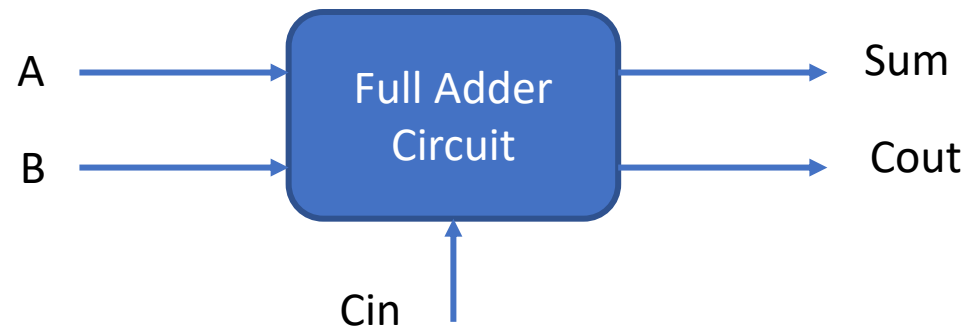 A
B
Full Adder
Circuit
Sum
Cout
Cin